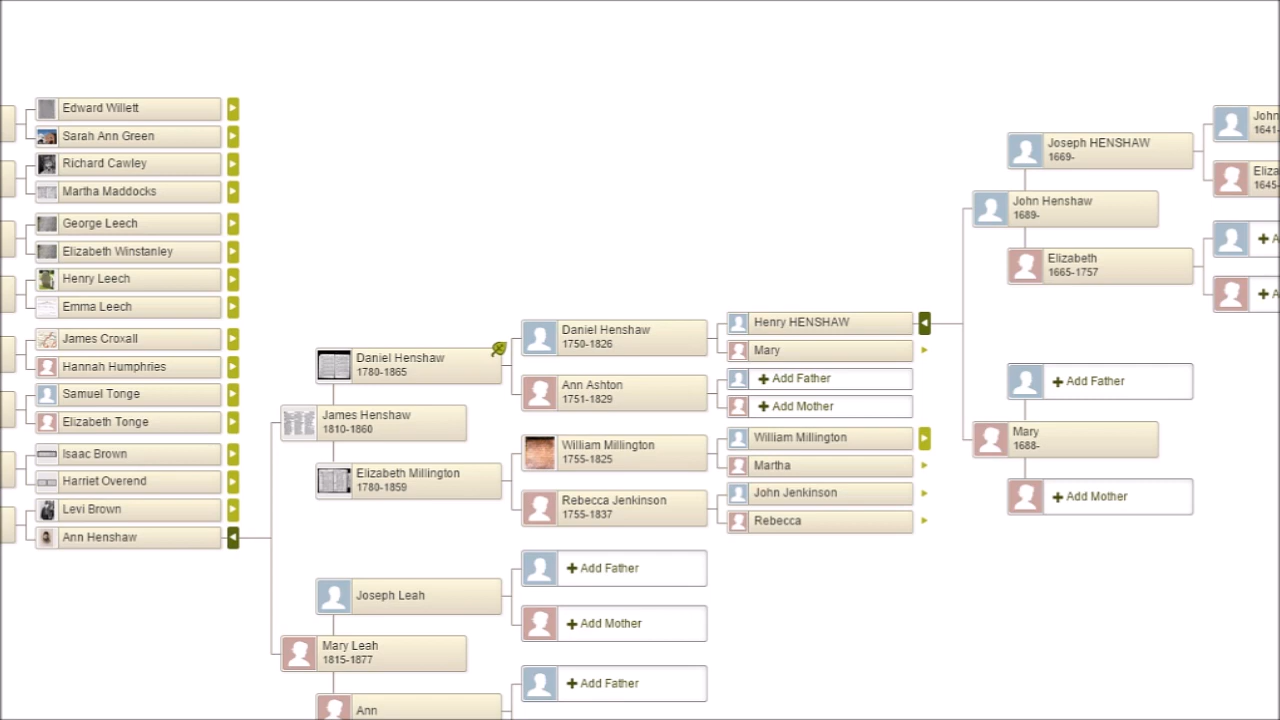 Edward Willett
Sarah Ann Green
Richard Cawley
Martha Maddocks
George Leech
Elizabeth Winstanley
Henry Leech
Emma Leech
James Croxall
Hannah Humphries
Samuel Tonge
Elizabeth Tonge
Isaac Brown
Harriet Overend
Levi Brown
Ann Henshaw
Daniel Henshaw
1780-1865
James Henshaw
1810-1860
Elizabeth Millington
1780-1859
Joseph Leah
Mary Leah
1815-1877
Ann
Daniel Henshaw
1750-1826
Ann Ashton
1751-1829
William Millington
1755-1825
Rebecca Jenkinson
1755-1837
Add Father
Add Mother
Add Father
Henry HENSHAW
Mary
Add Father
Add Mother
William Millington
Martha
John Jenkinson
Rebecca
Joseph HENSHAW
1669-
John Henshaw
1689-
Elizabeth
1665-1757
Add Father
Mary
1688-
Add Mother
John
1641-
Eliza
1645-
A
A